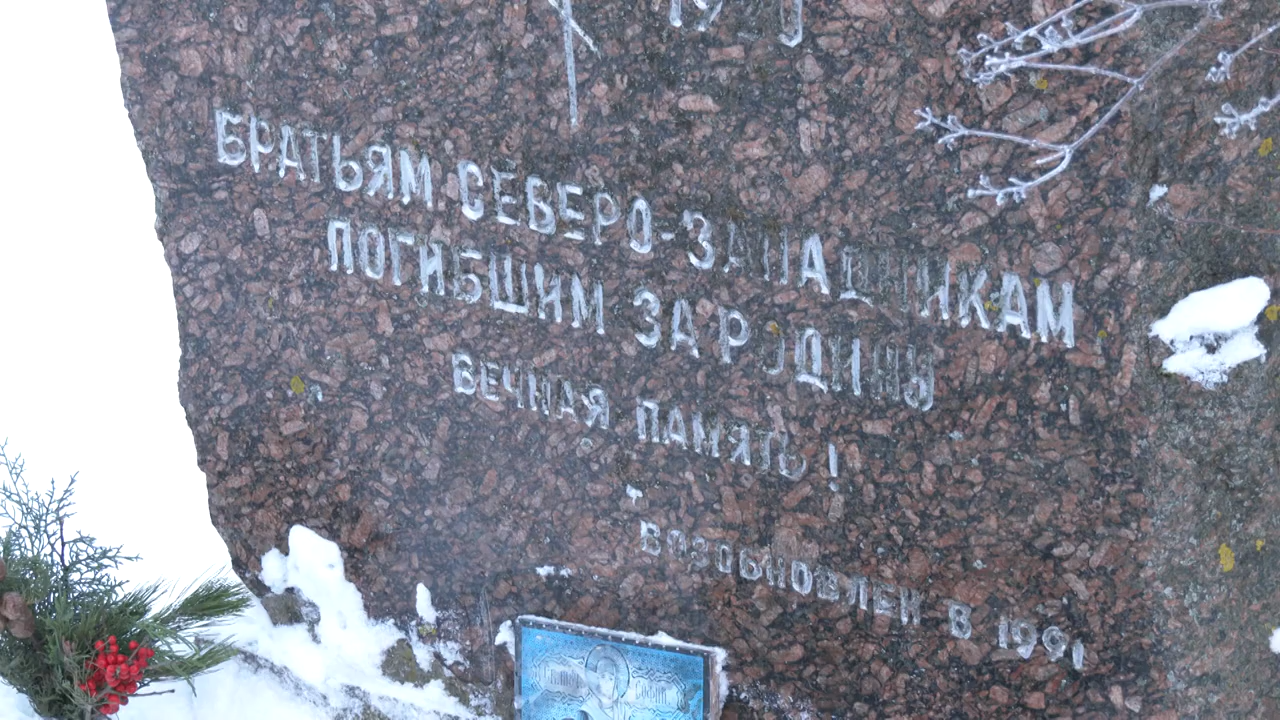 БРАТЬЯМ СЕВЕРО-ЗАПАДНИКАМ
ПОГИБШИМ ЗА РОДИНУ
ВЕЧНАЯ ПАМЯТЬ !
ВОЗОБНОВЛЕН В 1991